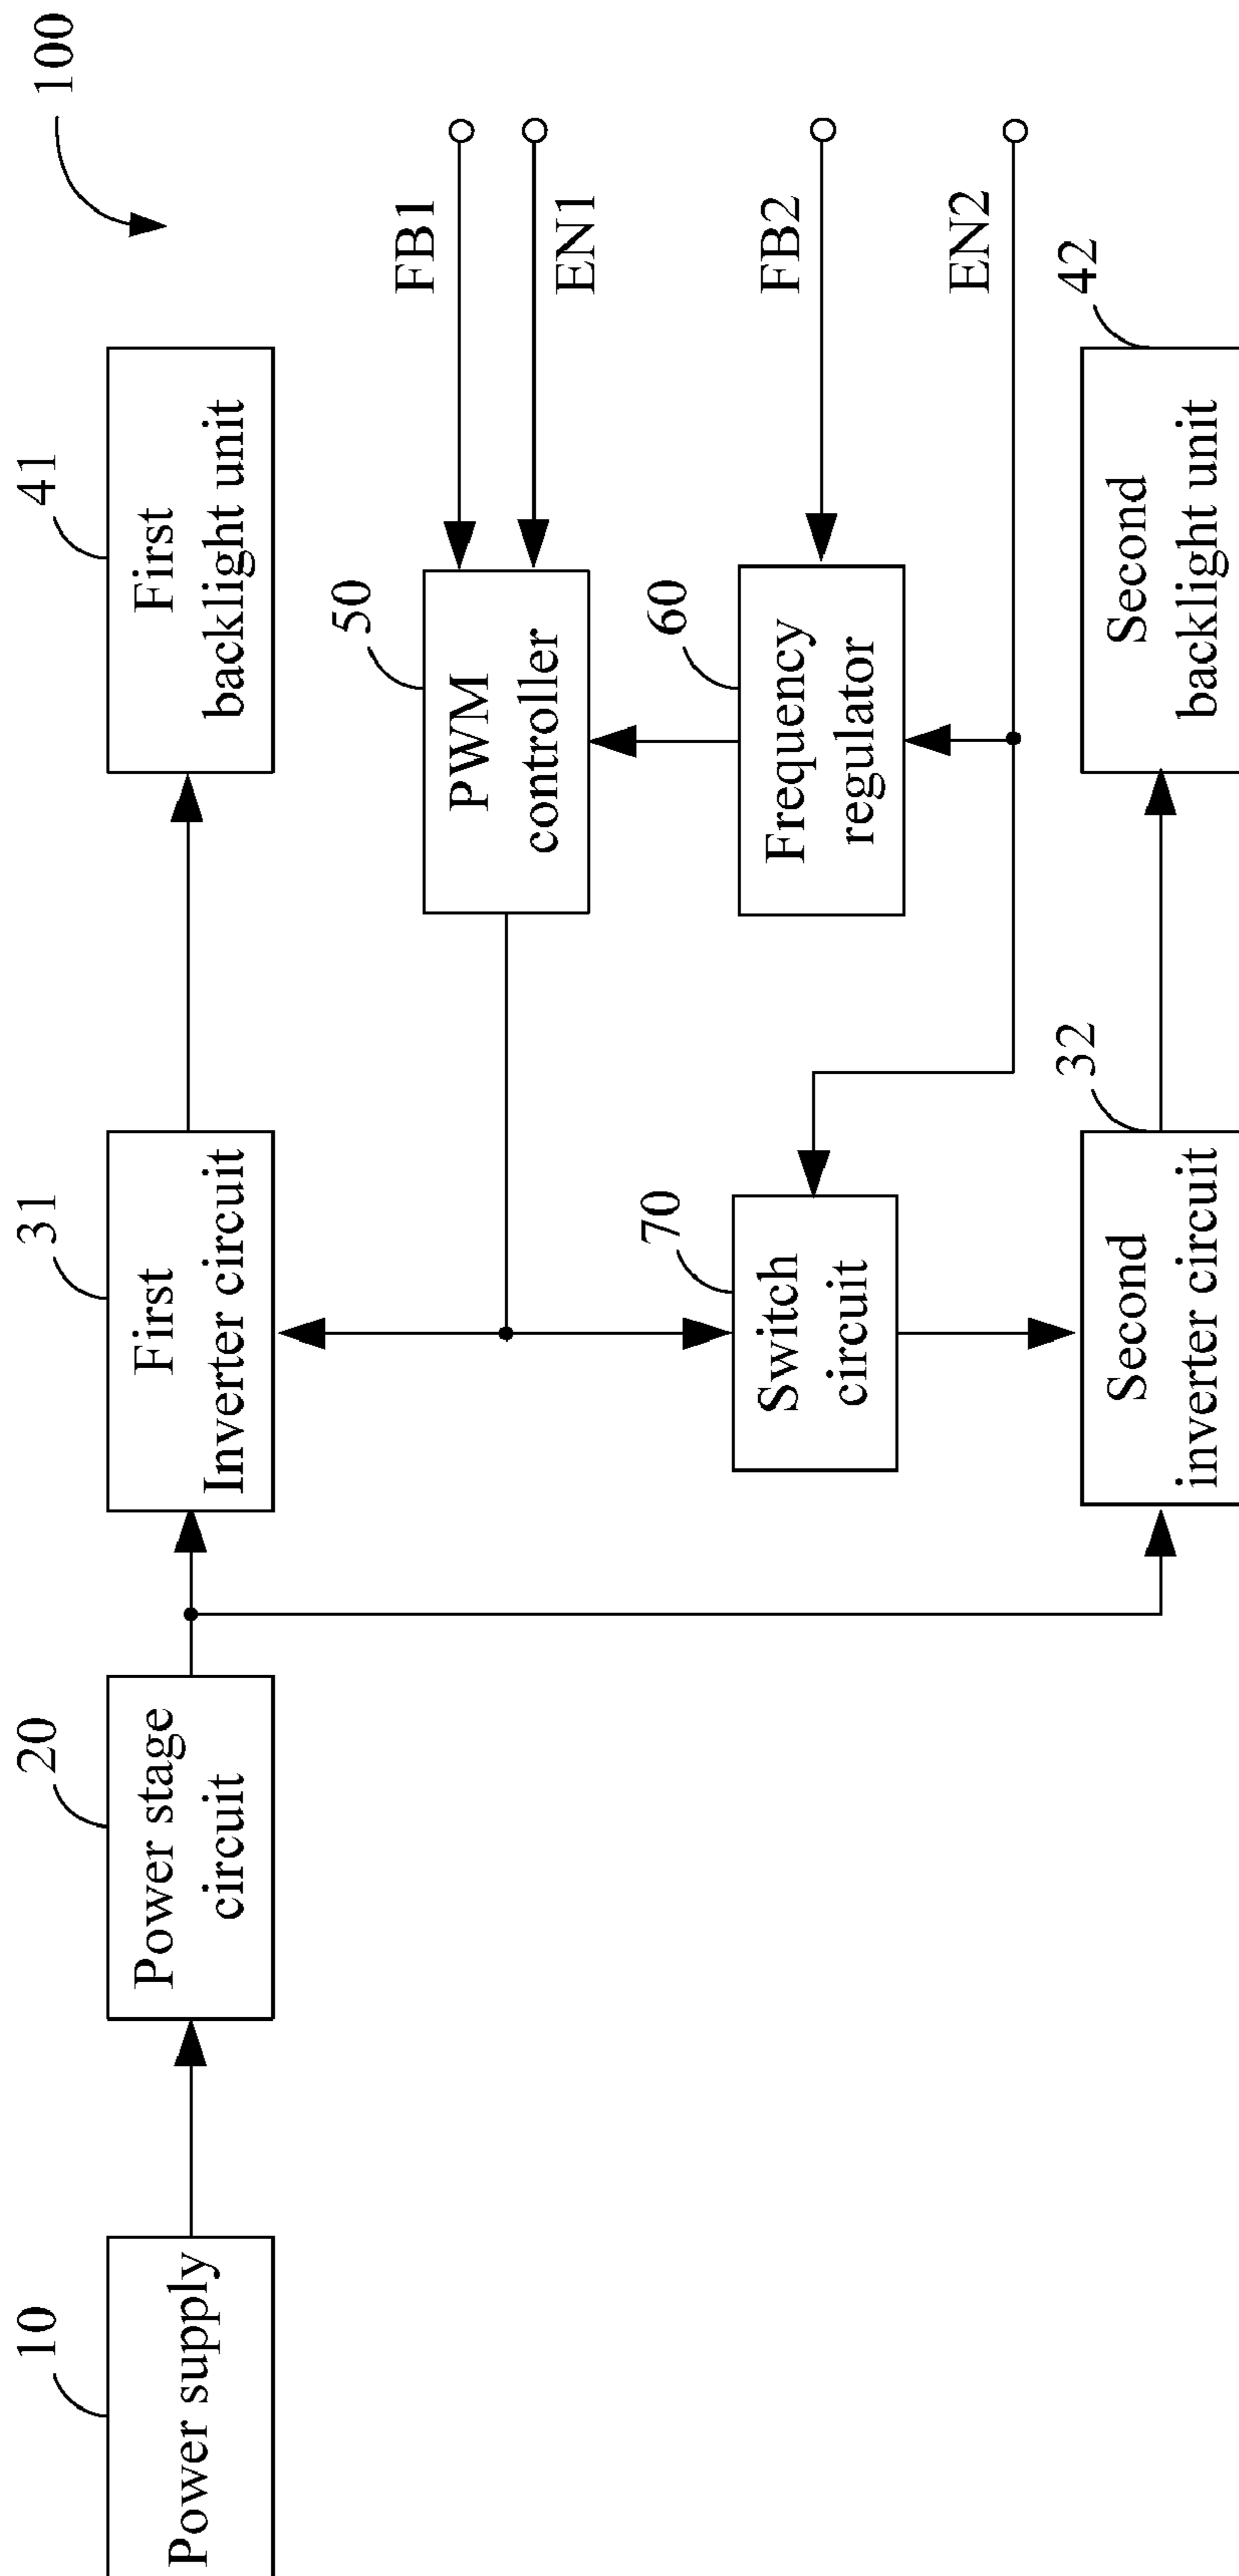 100
10
Power supply
20
Power stage
circuit
31
First
Inverter circuit
41
First
backlight unit
FB1
EN1
50
PWM
controller
60
Frequency
regulator
FB2
EN2
70
Switch
circuit
32
Second
inverter circuit
42
Second
backlight unit